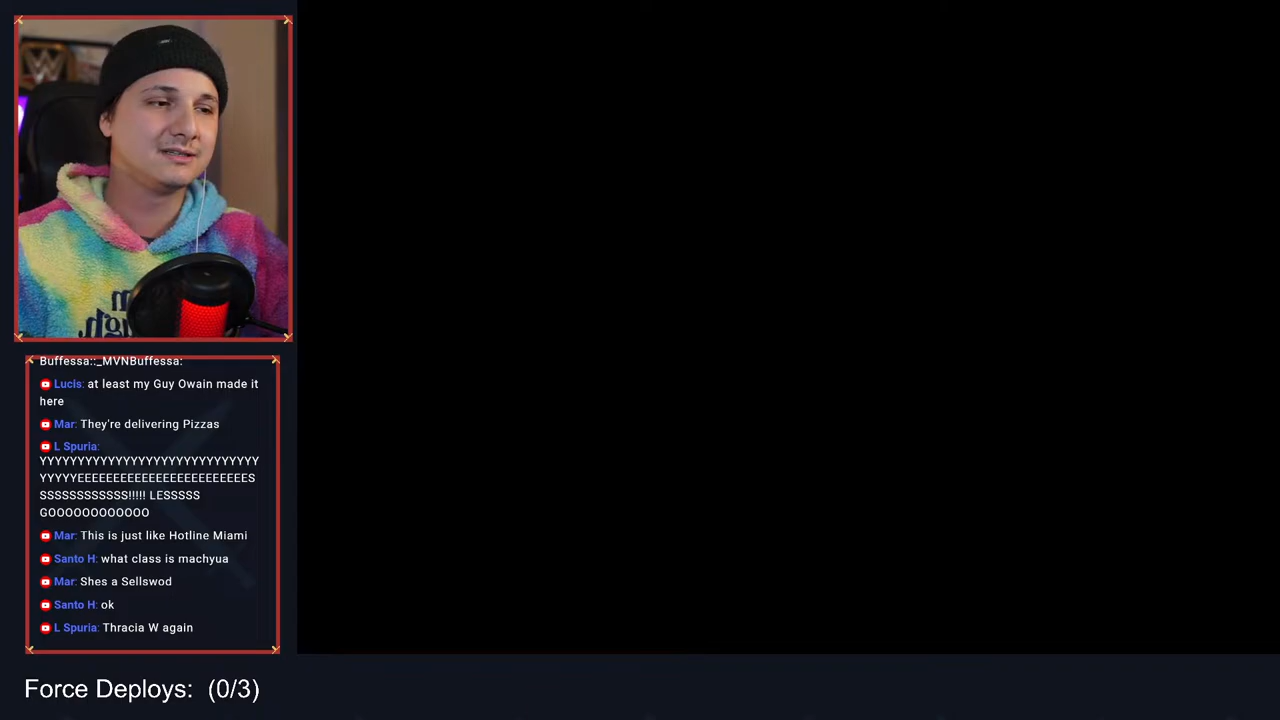 Buffessa::_MVNBuffessa:
Lucis: at least my Guy Owain made it
here
Mar: They're delivering Pizzas
L Spuria:
YYYYYYYYYYYYYYYYYYYYYYYYYYYY
YYYYYEEEEEEEEEEEEEEEEEEEEEEEES
SSSSSSSSSSSS!!!!! LESSSSS
GOOOOOOOOOOOO
Mar: This is just like Hotline Miami
Santo H: what class is machyua
Mar: Shes a Sellswod
Santo H: ok
L Spuria: Thracia W again
Force Deploys: (0/3)